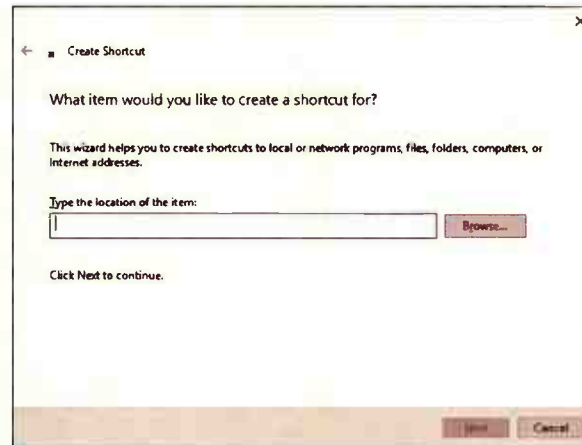 Create Shortcut
What item would you like to create a shortcut for?
This wizard helps you to create shortcuts to local or network programs, files, folders, computers, or
Internet addresses.
Type the location of the item:
Browse...
Click Next to continue.
Next Cancel